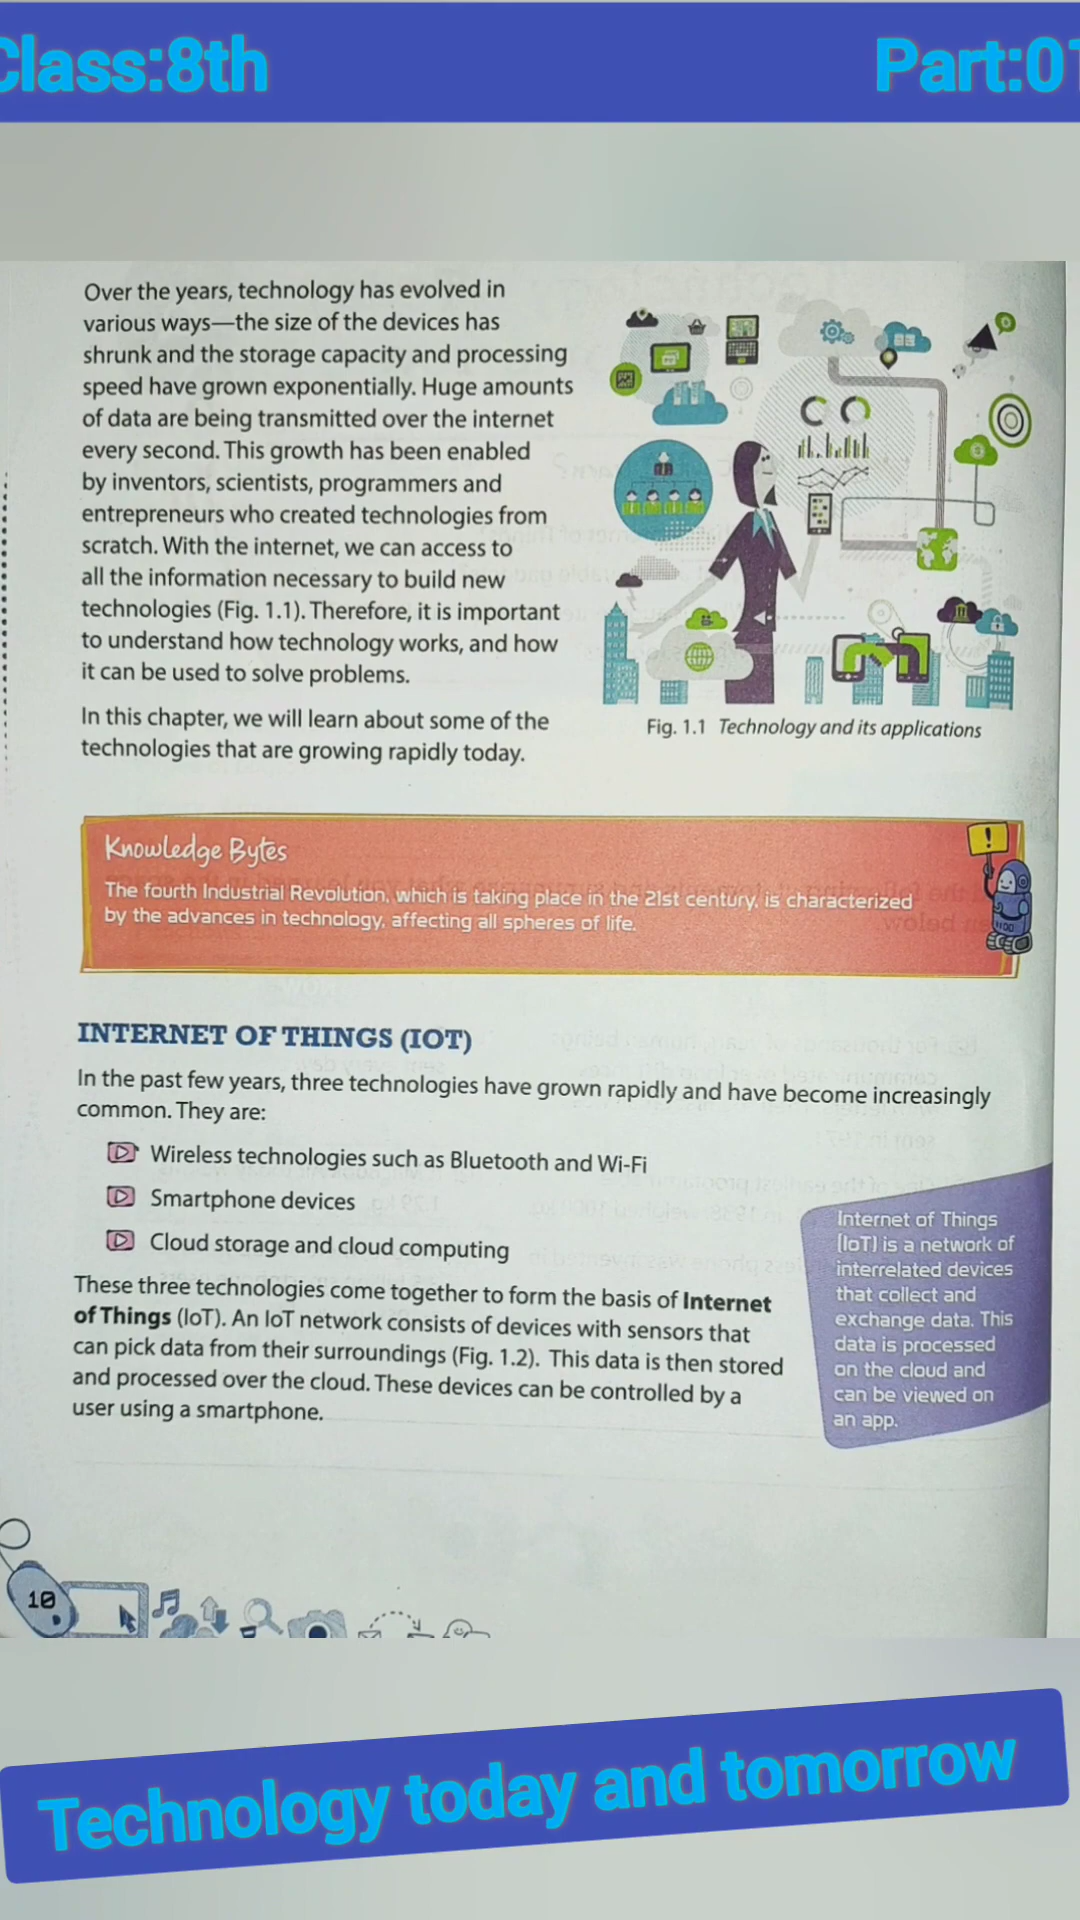 Class:8th
Part:01
Over the years, technology has evolved in
various ways—the size of the devices has
shrunk and the storage capacity and processing
speed have grown exponentially. Huge amounts
of data are being transmitted over the internet
every second. This growth has been enabled
by inventors, scientists, programmers and
entrepreneurs who created technologies from
scratch. With the internet, we can access to
all the information necessary to build new
technologies (Fig. 1.1). Therefore, it is important
to understand how technology works, and how
it can be used to solve problems.
In this chapter, we will learn about some of the
technologies that are growing rapidly today.
Fig. 1.1 Technology and its applications
Knowledge Bytes
The fourth Industrial Revolution, which is taking place in the 21st century, is characterized
by the advances in technology, affecting all spheres of life.
INTERNET OF THINGS (IOT)
In the past few years, three technologies have grown rapidly and have become increasingly
common. They are:
Wireless technologies such as Bluetooth and Wi-Fi
Smartphone devices
Cloud storage and cloud computing
These three technologies come together to form the basis of Internet
of Things (IoT). An IoT network consists of devices with sensors that
can pick data from their surroundings (Fig. 1.2). This data is then stored
and processed over the cloud. These devices can be controlled by a
user using a smartphone.
Internet of Things
(IoT) is a network of
interrelated devices
that collect and
exchange data. This
data is processed
on the cloud and
can be viewed on
an app.
10
Technology today and tomorrow